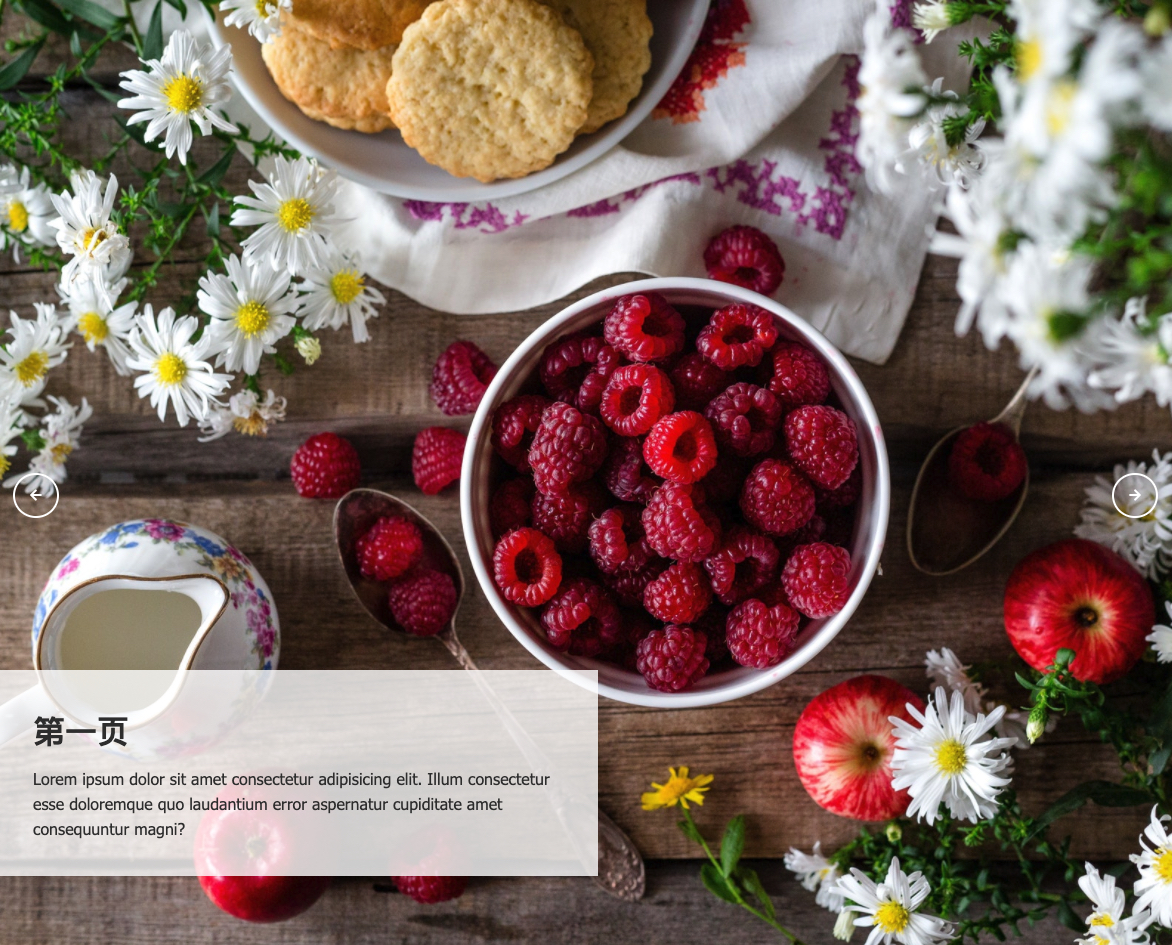 第一页
Lorem ipsum dolor sit amet consectetur adipisicing elit. Illum consectetur
esse doloremque quo laudantium error aspernatur cupiditate amet
consequuntur magni?